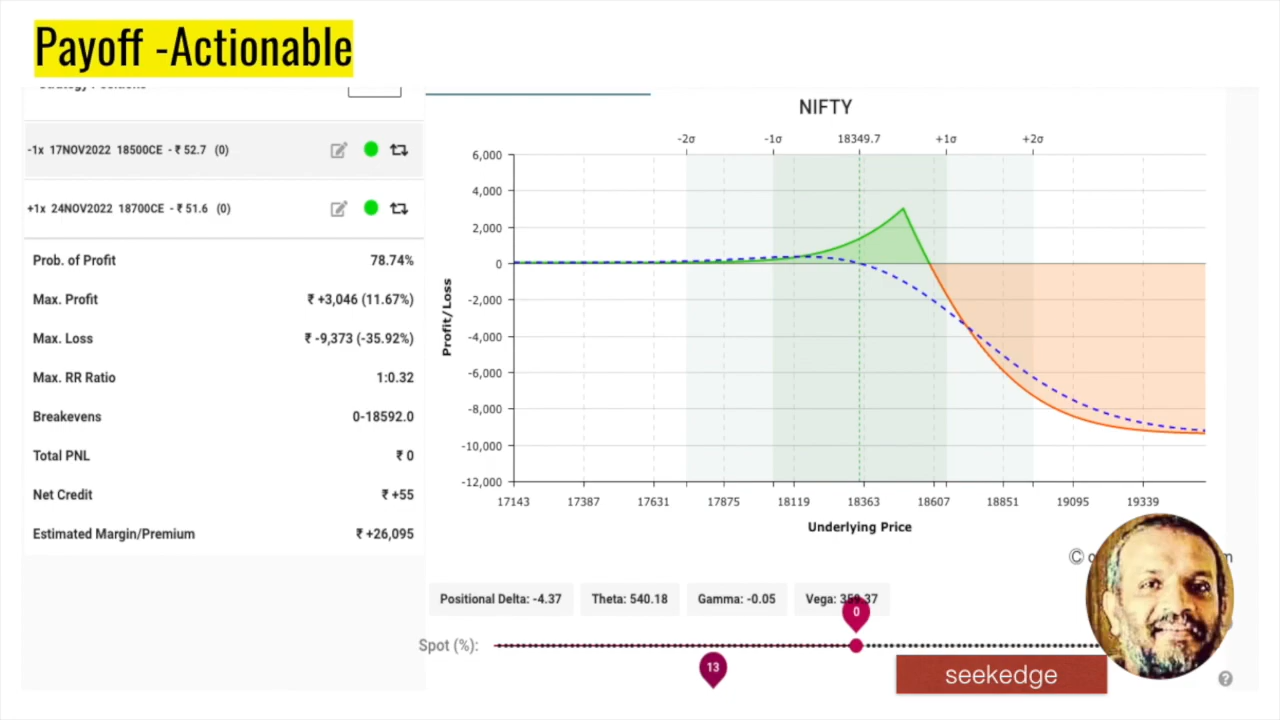 Payoff -Actionable
-1x 17NOV2022 18500CE - ₹ 52.7 (0)
+1x 24NOV2022 18700CE - ₹ 51.6 (0)
Prob. of Profit 78.74%
Max. Profit ₹ +3,046 (11.67%)
Max. Loss ₹ -9,373 (-35.92%)
Max. RR Ratio 1:0.32
Breakevens 0-18592.0
Total PNL ₹ 0
Net Credit ₹ +55
Estimated Margin/Premium ₹ +26,095
NIFTY
-2σ -1σ 18349.7 +1σ +2σ
6,000
4,000
2,000
0
-2,000
-4,000
-6,000
-8,000
-10,000
-12,000
Profit/Loss
17143 17387 17631 17875 18119 18363 18607 18851 19095 19339
Underlying Price
©
Positional Delta: -4.37 Theta: 540.18 Gamma: -0.05 Vega:
0
Spot (%):
13
seekedge
?